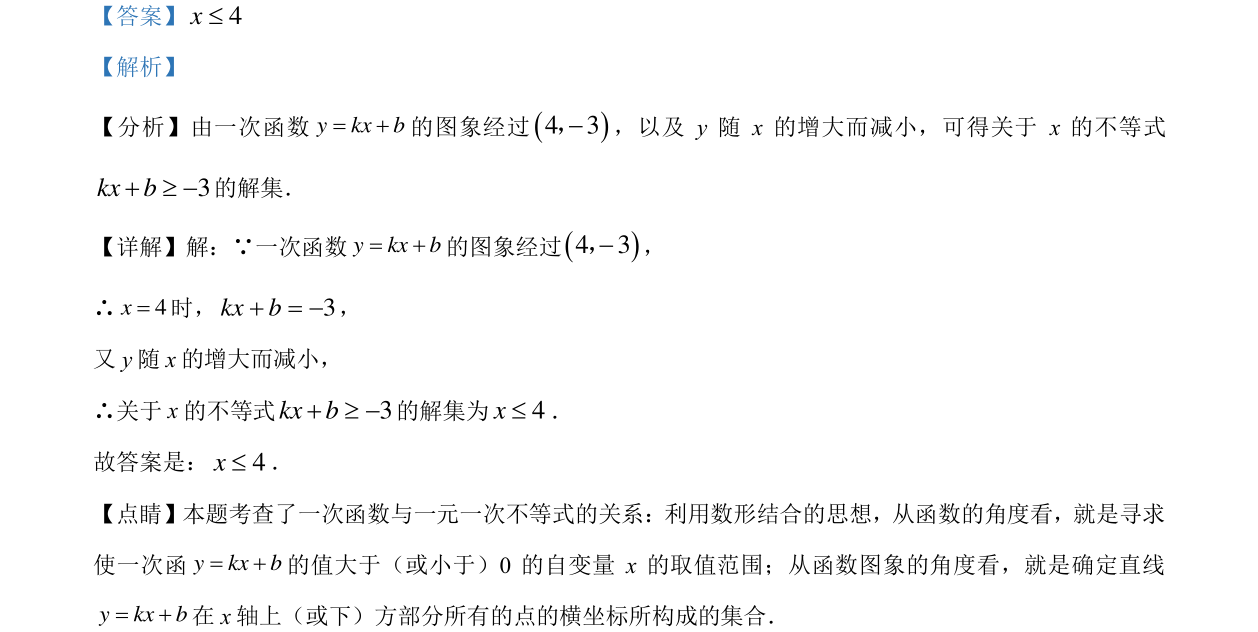 【答案】x ≤ 4
【解析】
【分析】由一次函数 y = kx + b 的图象经过(4,−3)，以及 y 随 x 的增大而减小，可得关于 x 的不等式
kx + b ≥ −3的解集．
【详解】解：∵一次函数 y = kx + b 的图象经过(4,−3)，
∴ x = 4时，kx + b = −3，
又 y 随 x 的增大而减小，
∴关于 x 的不等式kx + b ≥ −3的解集为 x ≤ 4．
故答案是：x ≤ 4．
【点睛】本题考查了一次函数与一元一次不等式的关系：利用数形结合的思想，从函数的角度看，就是寻求
使一次函 y = kx + b 的值大于（或小于）0 的自变量 x 的取值范围；从函数图象的角度看，就是确定直线
y = kx + b 在 x 轴上（或下）方部分所有的点的横坐标所构成的集合．